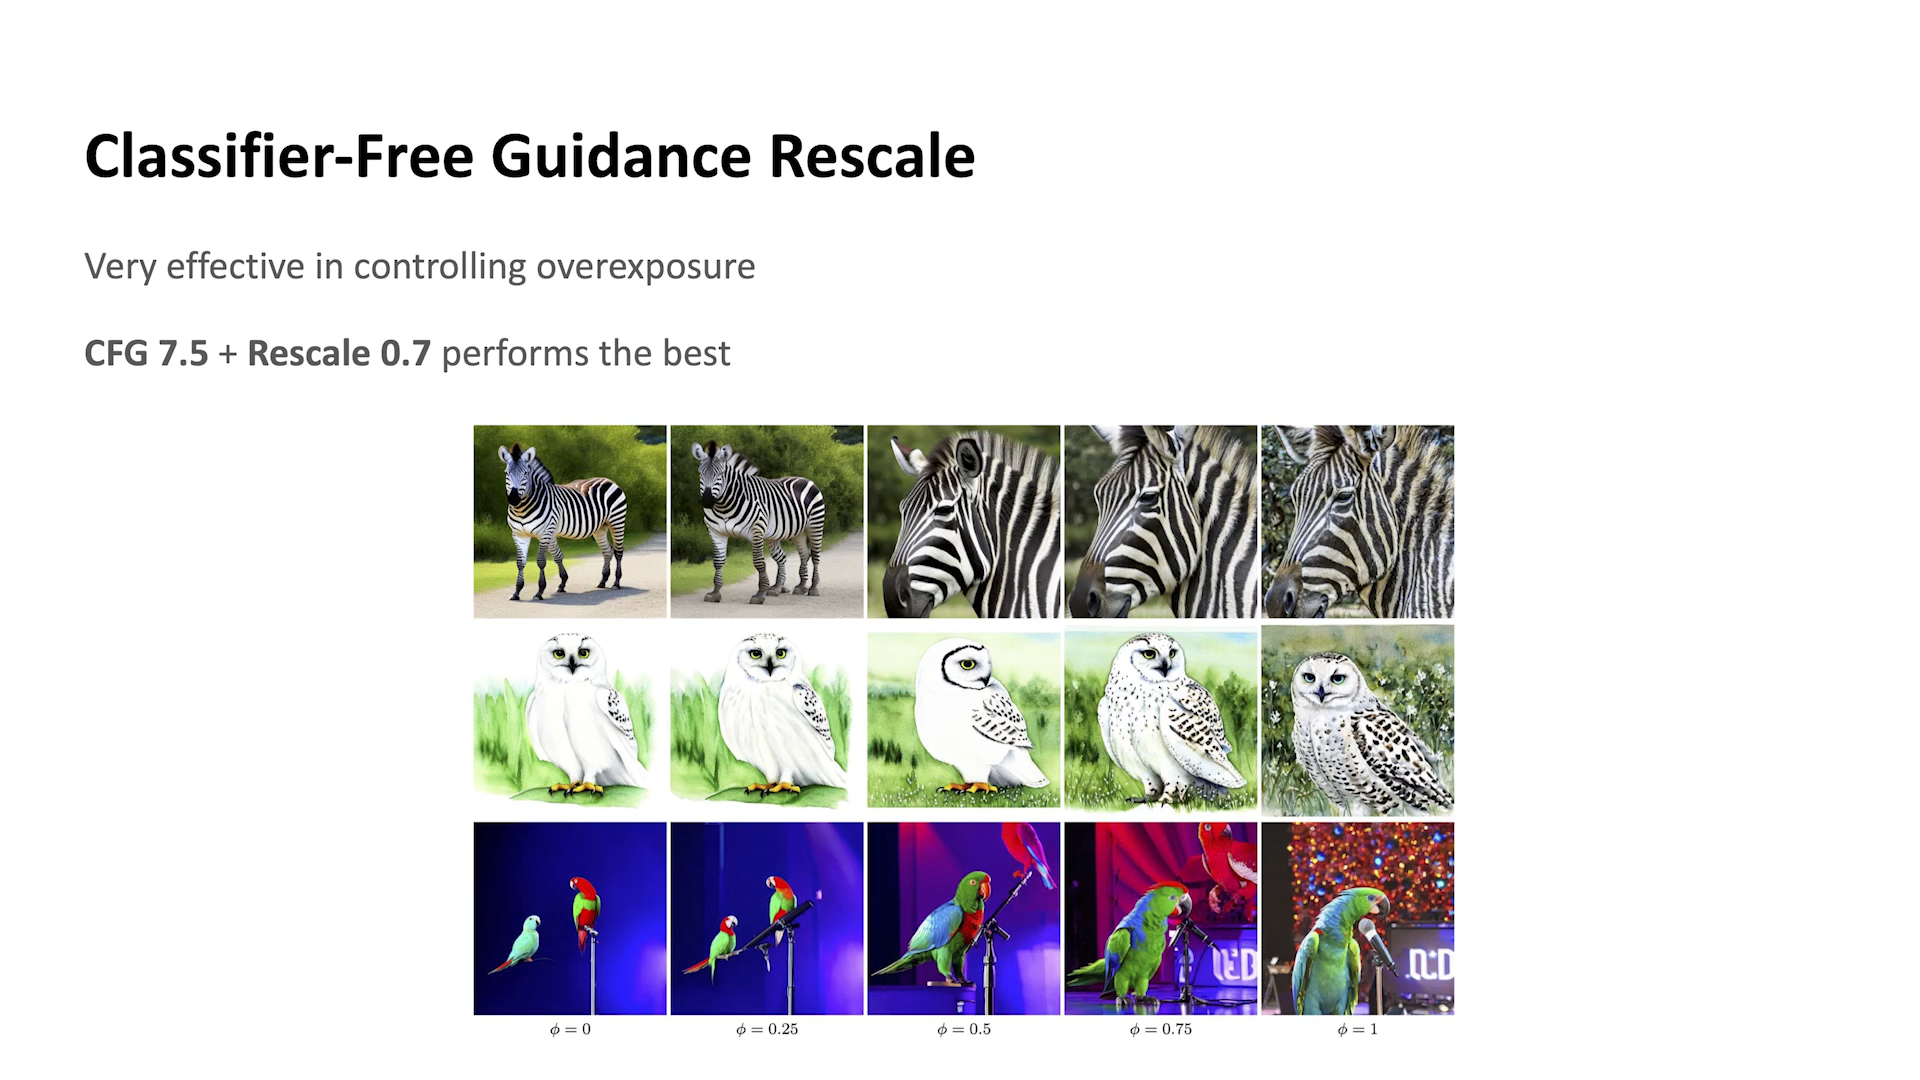 Classifier-Free Guidance Rescale
Very effective in controlling overexposure
CFG 7.5 + Rescale 0.7 performs the best
ϕ = 0
ϕ = 0.25
ϕ = 0.5
ϕ = 0.75
ϕ = 1